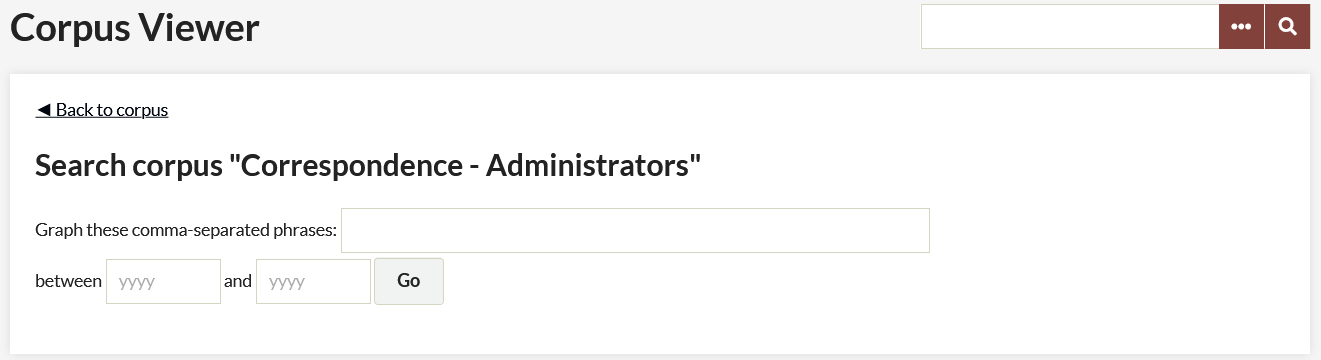 Corpus Viewer
◄ Back to corpus
Search corpus "Correspondence - Administrators"
Graph these comma-separated phrases:
between yyyy and yyyy Go